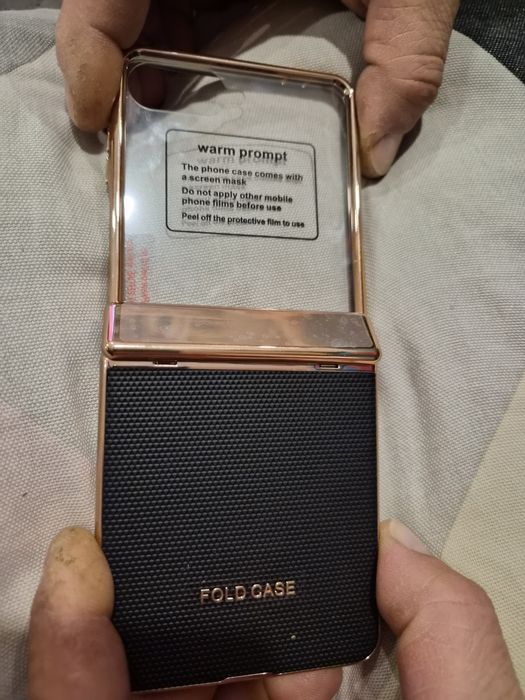 warm prompt
The phone case comes with
a screen mask
Do not apply other mobile
phone films before use
Peel off the protective film to use
FOLD CASE